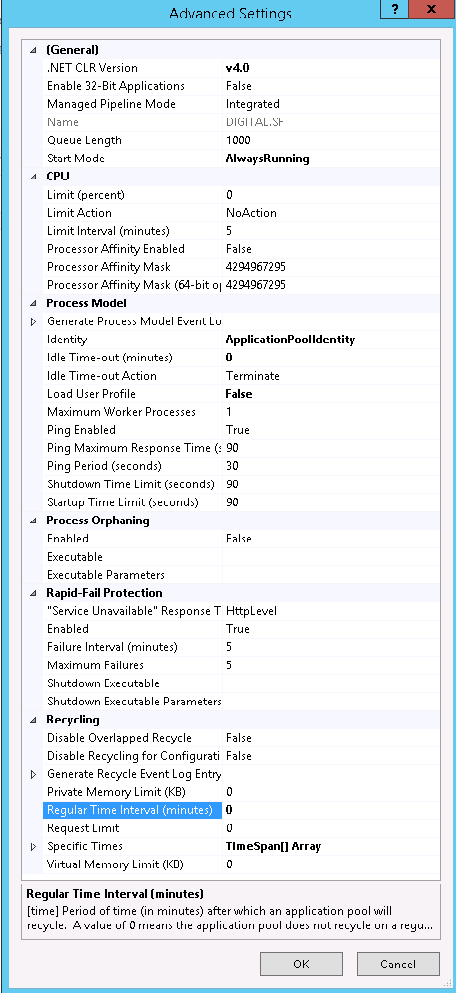 Advanced Settings
? x
(General)
.NET CLR Version v4.0
Enable 32-Bit Applications False
Managed Pipeline Mode Integrated
Name DIGITAL.SF
Queue Length 1000
Start Mode AlwaysRunning
CPU
Limit (percent) 0
Limit Action NoAction
Limit Interval (minutes) 5
Processor Affinity Enabled False
Processor Affinity Mask 4294967295
Processor Affinity Mask (64-bit o 4294967295
Process Model
Generate Process Model Event Lo
Identity ApplicationPoolIdentity
Idle Time-out (minutes) 0
Idle Time-out Action Terminate
Load User Profile False
Maximum Worker Processes 1
Ping Enabled True
Ping Maximum Response Time (s 90
Ping Period (seconds) 30
Shutdown Time Limit (seconds) 90
Startup Time Limit (seconds) 90
Process Orphaning
Enabled False
Executable
Executable Parameters
Rapid-Fail Protection
"Service Unavailable" Response T HttpLevel
Enabled True
Failure Interval (minutes) 5
Maximum Failures 5
Shutdown Executable
Shutdown Executable Parameters
Recycling
Disable Overlapped Recycle False
Disable Recycling for Configurati False
Generate Recycle Event Log Entry
Private Memory Limit (KB) 0
Regular Time Interval (minutes) 0
Request Limit 0
Specific Times TimeSpan[] Array
Virtual Memory Limit (KB) 0
Regular Time Interval (minutes)
[time] Period of time (in minutes) after which an application pool will
recycle. A value of 0 means the application pool does not recycle on a regu...
OK Cancel